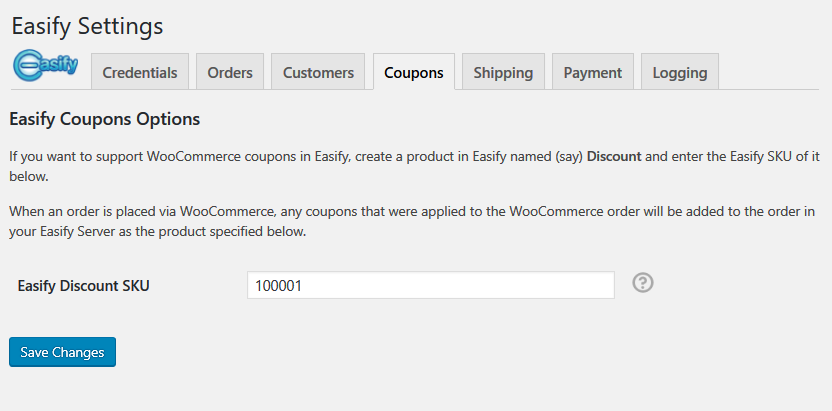 Easify Settings
Easify
Credentials
Orders
Customers
Coupons
Shipping
Payment
Logging
Easify Coupons Options
If you want to support WooCommerce coupons in Easify, create a product in Easify named (say) Discount and enter the Easify SKU of it
below.
When an order is placed via WooCommerce, any coupons that were applied to the WooCommerce order will be added to the order in
your Easify Server as the product specified below.
Easify Discount SKU
100001
?
Save Changes